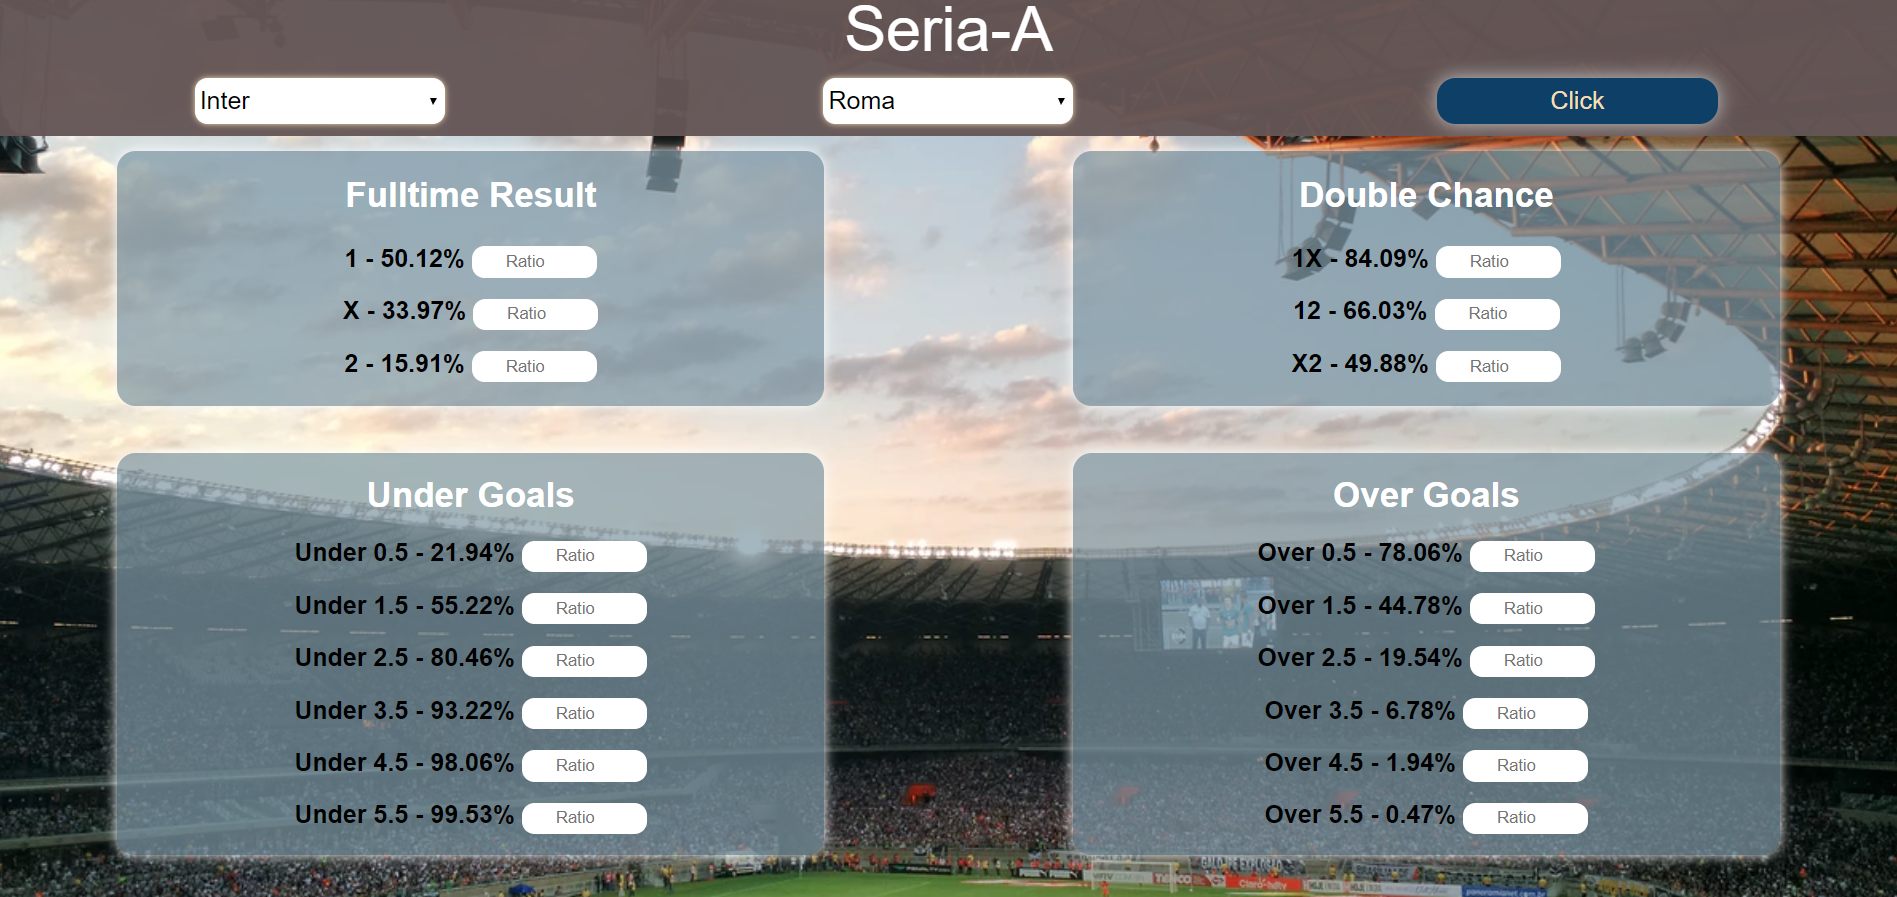 Seria-A
Inter
Roma
Click
Fulltime Result
1 - 50.12% Ratio
X - 33.97% Ratio
2 - 15.91% Ratio
Double Chance
1X - 84.09% Ratio
12 - 66.03% Ratio
X2 - 49.88% Ratio
Under Goals
Under 0.5 - 21.94% Ratio
Under 1.5 - 55.22% Ratio
Under 2.5 - 80.46% Ratio
Under 3.5 - 93.22% Ratio
Under 4.5 - 98.06% Ratio
Under 5.5 - 99.53% Ratio
Over Goals
Over 0.5 - 78.06% Ratio
Over 1.5 - 44.78% Ratio
Over 2.5 - 19.54% Ratio
Over 3.5 - 6.78% Ratio
Over 4.5 - 1.94% Ratio
Over 5.5 - 0.47% Ratio